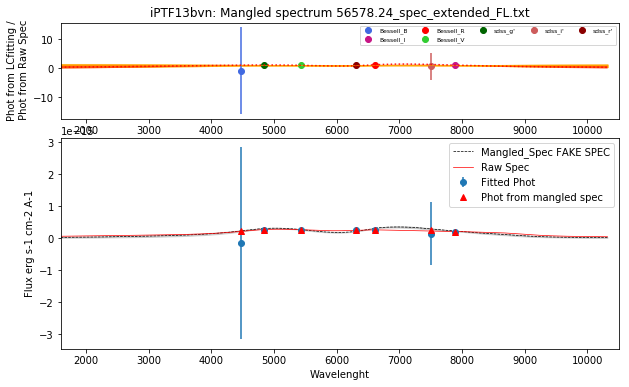 iPTF13bvn: Mangled spectrum 56578.24_spec_extended_FL.txt
Phot from LCfitting /
Phot from Raw Spec
10
0
−10
Bessell_B
Bessell_I
Bessell_R
Bessell_V
sdss_g'
sdss_i'
sdss_r'
2000 3000 4000 5000 6000 7000 8000 9000 10000
1e−15
Flux erg s-1 cm-2 A-1
3
2
1
0
−1
−2
−3
Mangled_Spec FAKE SPEC
Raw Spec
Fitted Phot
Phot from mangled spec
2000 3000 4000 5000 6000 7000 8000 9000 10000
Wavelenght